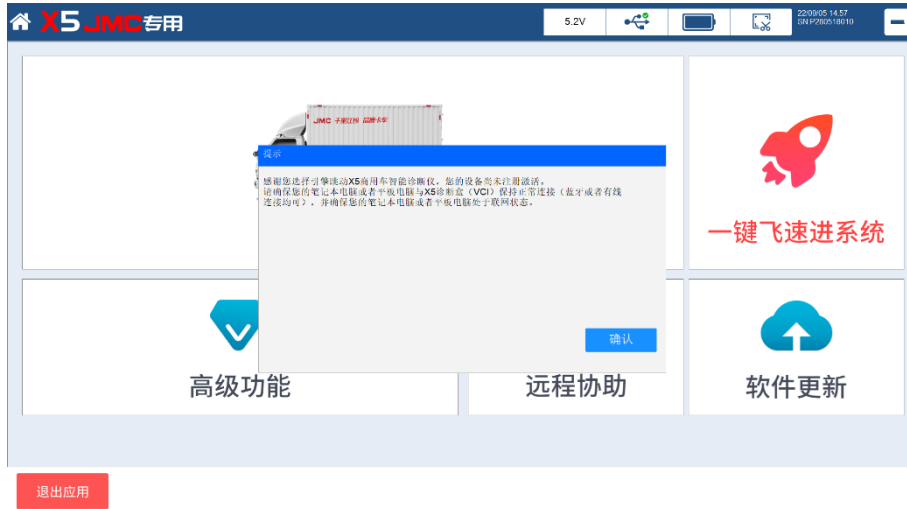 X5 JMC专用
5.2V
22/09/05 14:57
SN P280518010
JMC
提示
感谢您选择引擎跳动X5商用车智能诊断仪，您的设备尚未注册激活。
请确保您的笔记本电脑或者平板电脑与X5诊断盒（VCI）保持正常连接（蓝牙或者有线
连接均可），并确保您的笔记本电脑或者平板电脑处于联网状态。
确认
一键飞速进系统
高级功能
远程协助
软件更新
退出应用